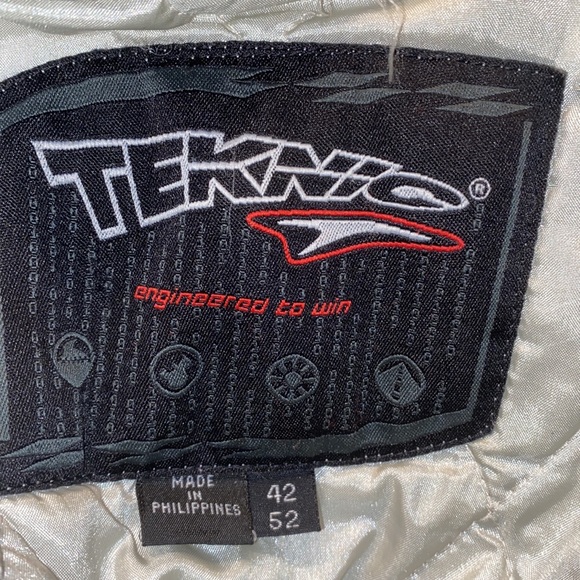 TEKNIC®
engineered to win
MADE
IN
PHILIPPINES
42
52